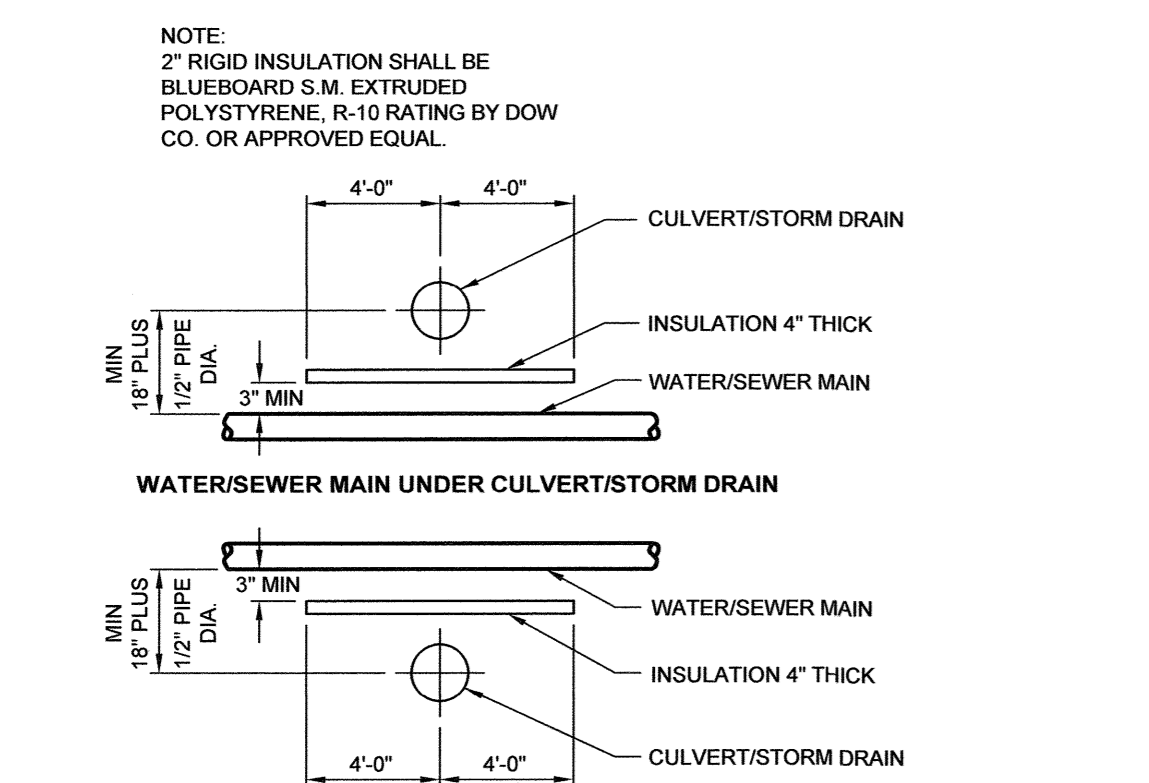 NOTE:
2" RIGID INSULATION SHALL BE
BLUEBOARD S.M. EXTRUDED
POLYSTYRENE, R-10 RATING BY DOW
CO. OR APPROVED EQUAL.
4'-0" 4'-0"
CULVERT/STORM DRAIN
INSULATION 4" THICK
MIN
18" PLUS
1/2" PIPE
DIA.
WATER/SEWER MAIN
3" MIN
WATER/SEWER MAIN UNDER CULVERT/STORM DRAIN
3" MIN
MIN
18" PLUS
1/2" PIPE
DIA.
WATER/SEWER MAIN
INSULATION 4" THICK
CULVERT/STORM DRAIN
4'-0" 4'-0"